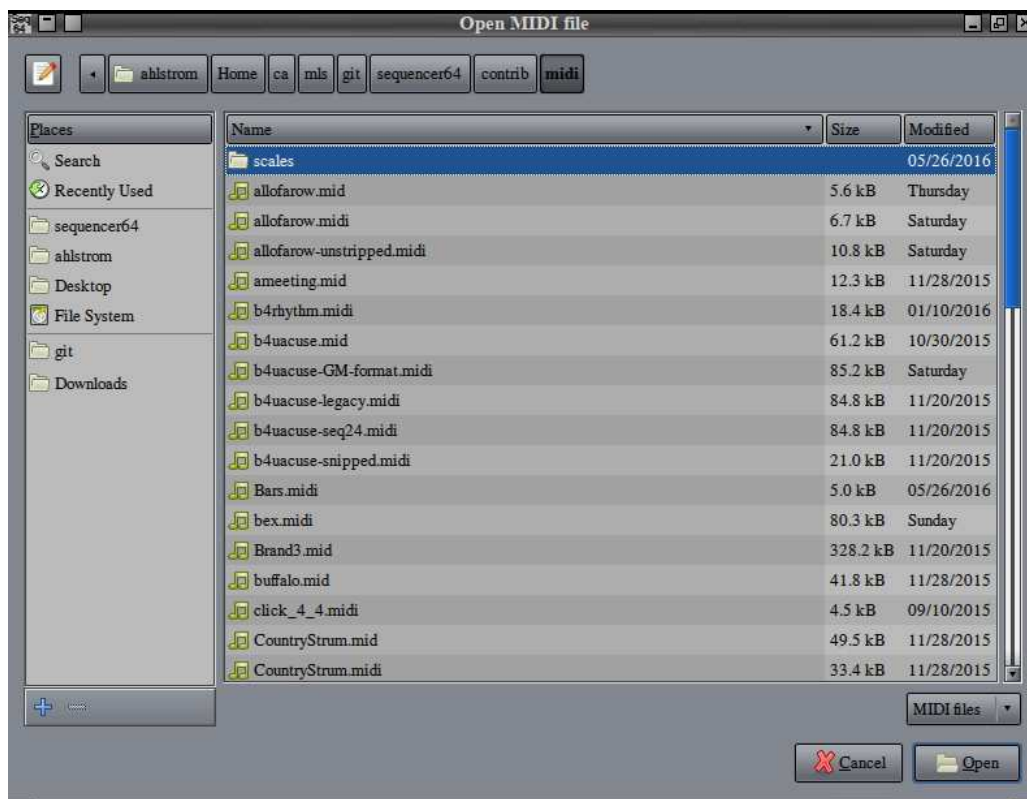 Seq 64 Open MIDI file
ahlstrom Home ca mls git sequencer64 contrib midi
Places Name Size Modified
Search scales 05/26/2016
Recently Used allofarow.mid 5.6 kB Thursday
sequencer64 allofarow.midi 6.7 kB Saturday
ahlstrom allofarow-unstripped.midi 10.8 kB Saturday
Desktop ameeting.mid 12.3 kB 11/28/2015
File System b4rhythm.midi 18.4 kB 01/10/2016
git b4uacuse.mid 61.2 kB 10/30/2015
Downloads b4uacuse-GM-format.midi 85.2 kB Saturday
b4uacuse-legacy.midi 84.8 kB 11/20/2015
b4uacuse-seq24.midi 84.8 kB 11/20/2015
b4uacuse-snipped.midi 21.0 kB 11/20/2015
Bars.midi 5.0 kB 05/26/2016
bex.midi 80.3 kB Sunday
Brand3.mid 328.2 kB 11/20/2015
buffalo.mid 41.8 kB 11/28/2015
click_4_4.midi 4.5 kB 09/10/2015
CountryStrum.mid 49.5 kB 11/28/2015
CountryStrum.midi 33.4 kB 11/28/2015
MIDI files
Cancel Open